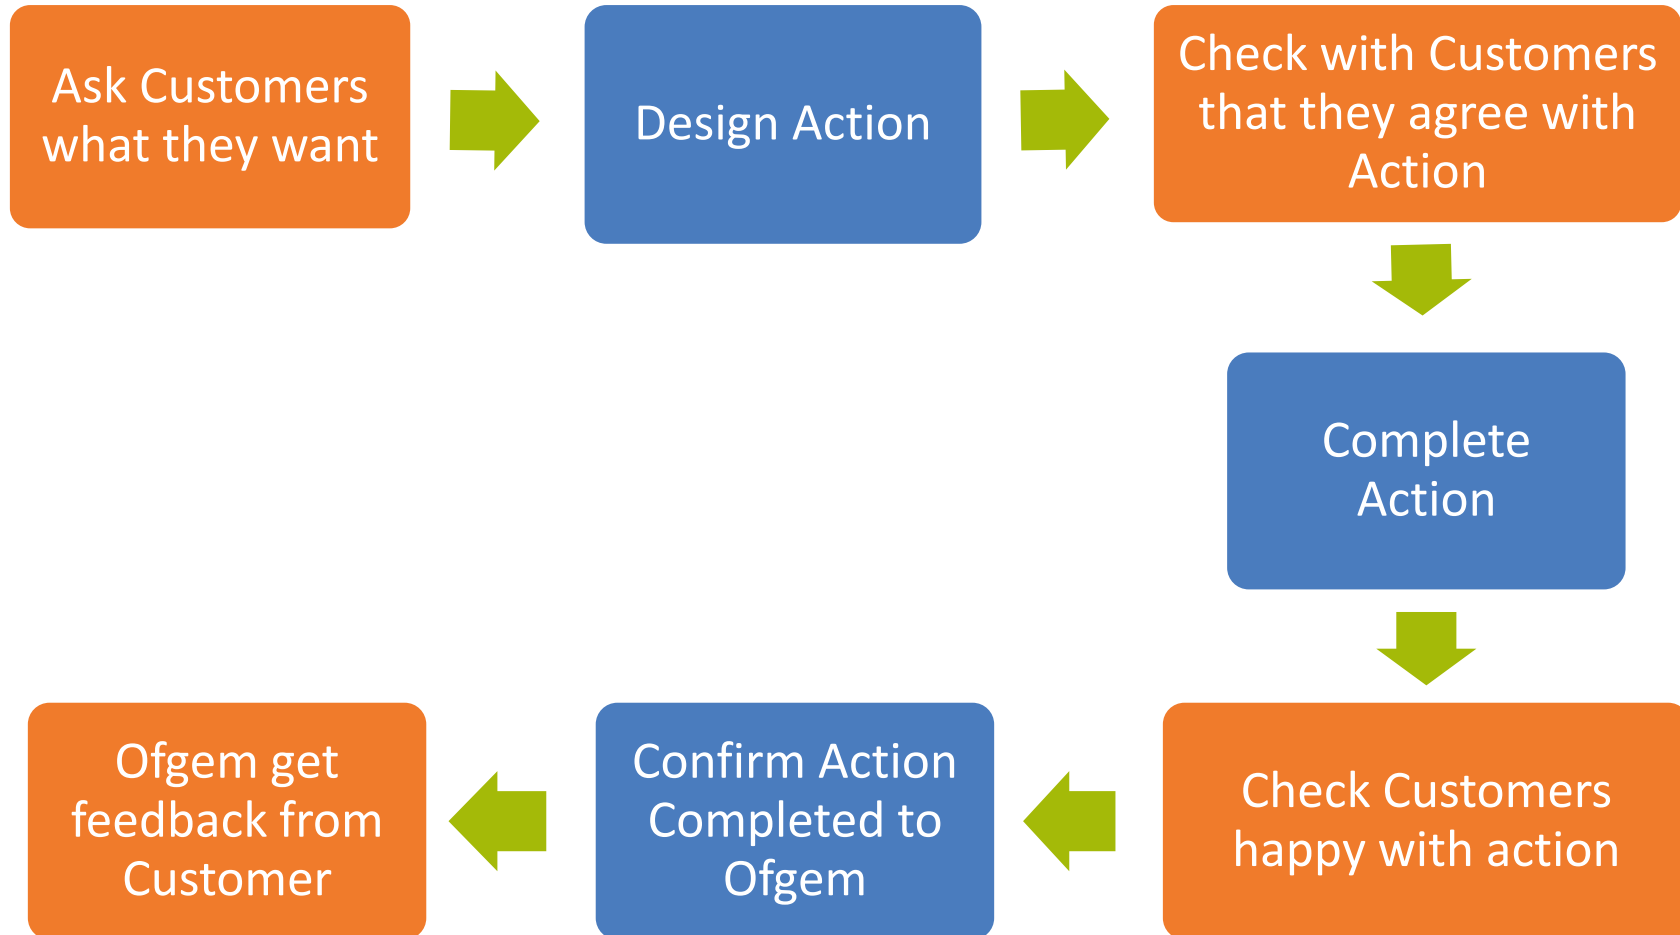 Ask Customers
what they want
Design Action
Check with Customers
that they agree with
Action
Complete
Action
Check Customers
happy with action
Confirm Action
Completed to
Ofgem
Ofgem get
feedback from
Customer